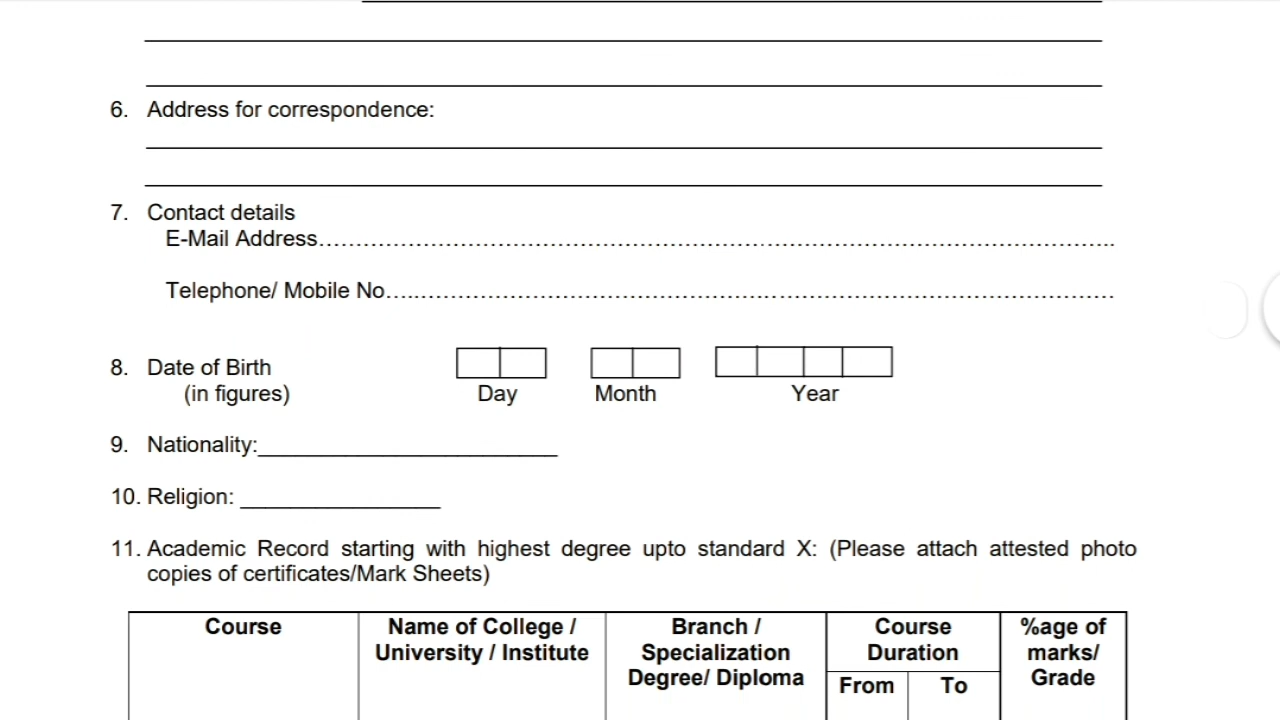 6. Address for correspondence:
7. Contact details
E-Mail Address.......................................................................................
Telephone/ Mobile No................................................................................
8. Date of Birth
(in figures)
Day Month Year
9. Nationality:________________________
10. Religion: ________________
11. Academic Record starting with highest degree upto standard X: (Please attach attested photo
copies of certificates/Mark Sheets)
Course
Name of College /
University / Institute
Branch /
Specialization
Degree/ Diploma
Course
Duration
From To
%age of
marks/
Grade